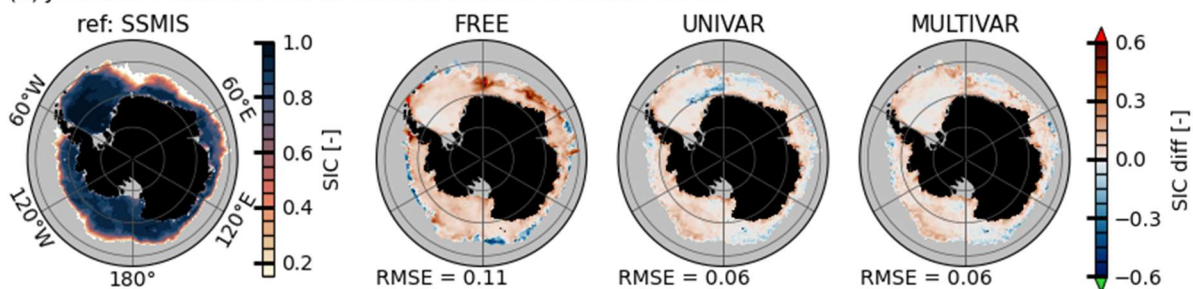 ref: SSMIS
FREE
UNIVAR
MULTIVAR
60°W
60°E
120°W
120°E
180°
1.0
0.8
0.6
0.4
0.2
SIC [-]
0.6
0.3
0.0
−0.3
−0.6
SIC diff [-]
RMSE = 0.11
RMSE = 0.06
RMSE = 0.06